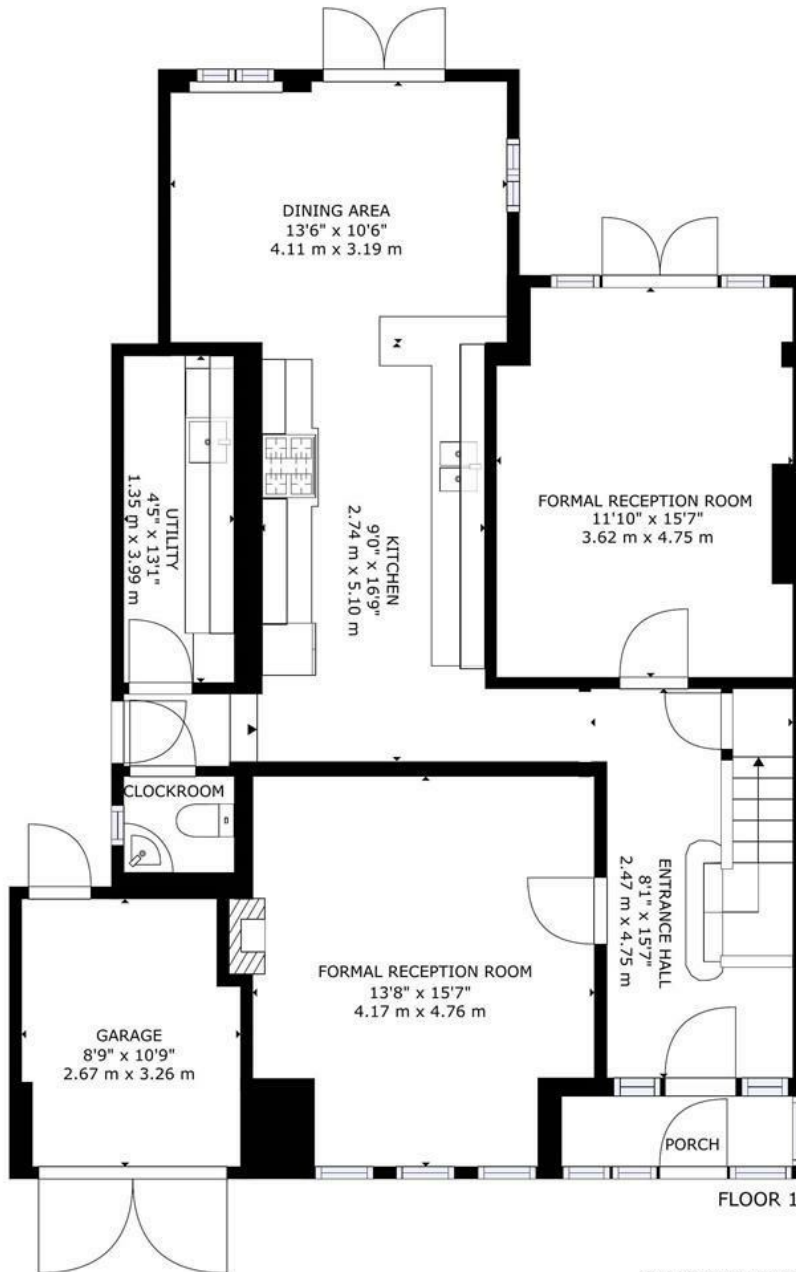 DINING AREA
13'6" x 10'6"
4.11 m x 3.19 m
UTILITY
4'5" x 13'1"
1.35 m x 3.99 m
KITCHEN
9'0" x 16'9"
2.74 m x 5.10 m
FORMAL RECEPTION ROOM
11'10" x 15'7"
3.62 m x 4.75 m
CLOCKROOM
ENTRANCE HALL
8'1" x 15'7"
2.47 m x 4.75 m
FORMAL RECEPTION ROOM
13'8" x 15'7"
4.17 m x 4.76 m
GARAGE
8'9" x 10'9"
2.67 m x 3.26 m
PORCH
FLOOR 1